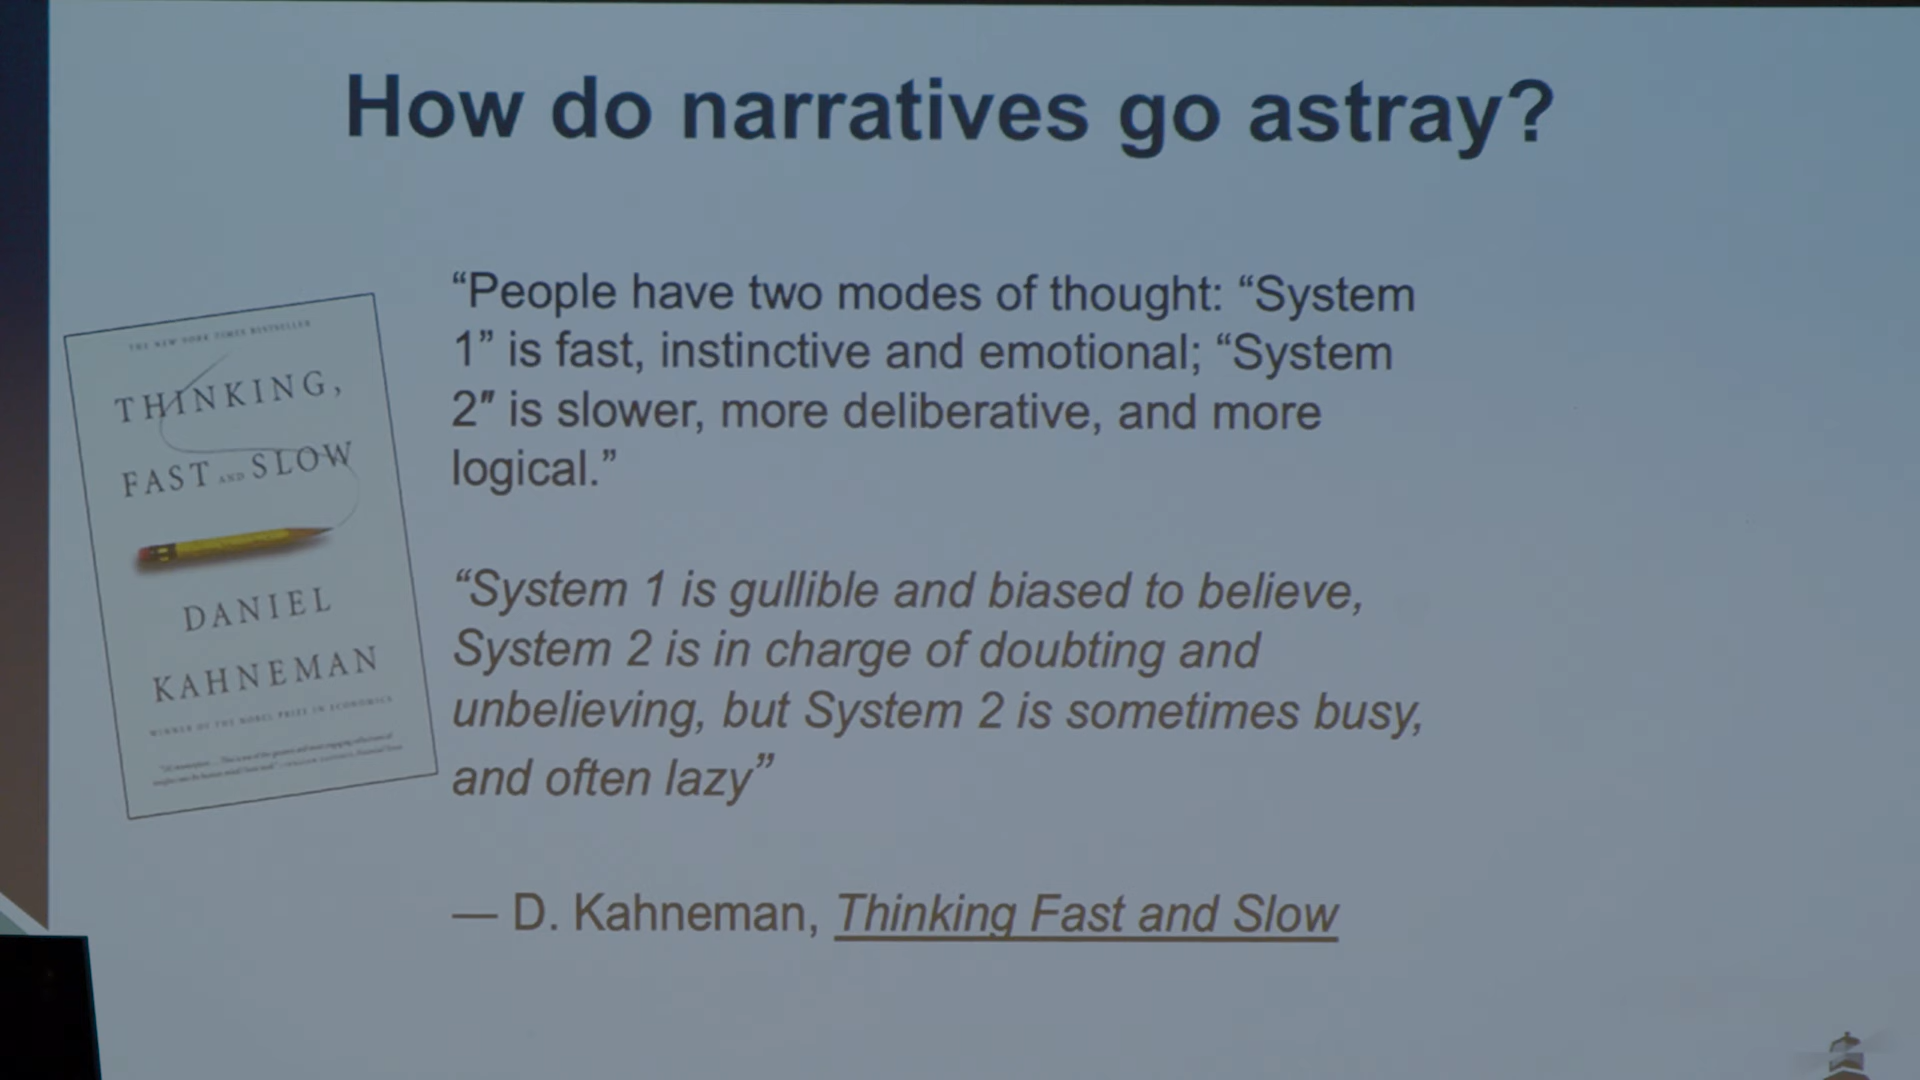 How do narratives go astray?
“People have two modes of thought: “System
1” is fast, instinctive and emotional; “System
2" is slower, more deliberative, and more
logical.”
“System 1 is gullible and biased to believe,
System 2 is in charge of doubting and
unbelieving, but System 2 is sometimes busy,
and often lazy”
— D. Kahneman, Thinking Fast and Slow
THE NEW YORK TIMES BESTSELLER
THINKING,
FAST AND SLOW
DANIEL
KAHNEMAN
WINNER OF THE NOBEL PRIZE IN ECONOMICS